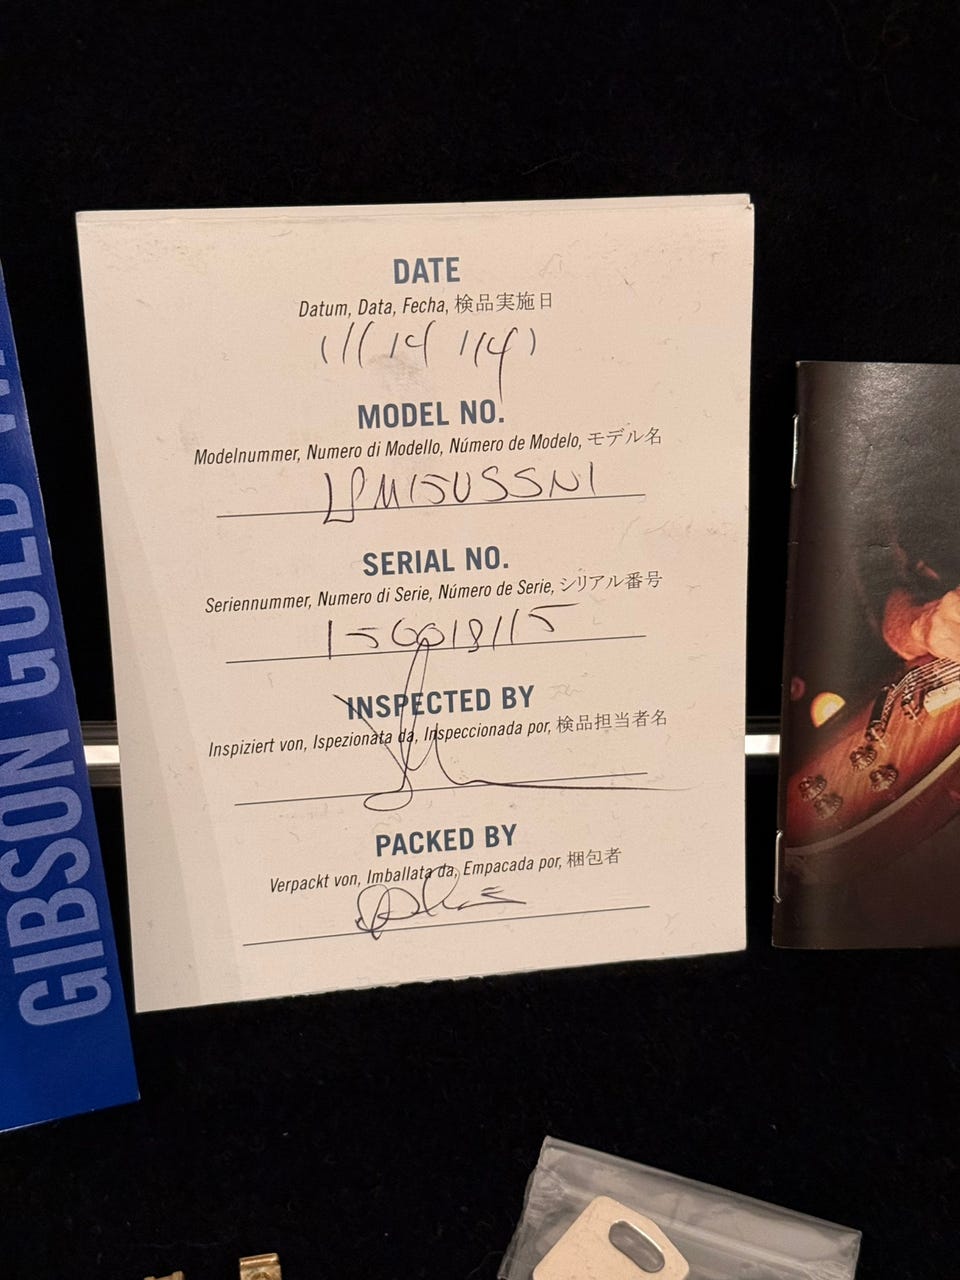 DATE
Datum, Data, Fecha, 検品実施日
11/14/14
MODEL NO.
Modelnummer, Numero di Modello, Número de Modelo, モデル名
LPM15USSN1
SERIAL NO.
Seriennummer, Numero di Serie, Número de Serie, シリアル番号
150018115
INSPECTED BY
Inspiziert von, Ispezionata da, Inspeccionada por, 検品担当者名
PACKED BY
Verpackt von, Imballata da, Empacada por, 梱包者
GIBSON GOLD